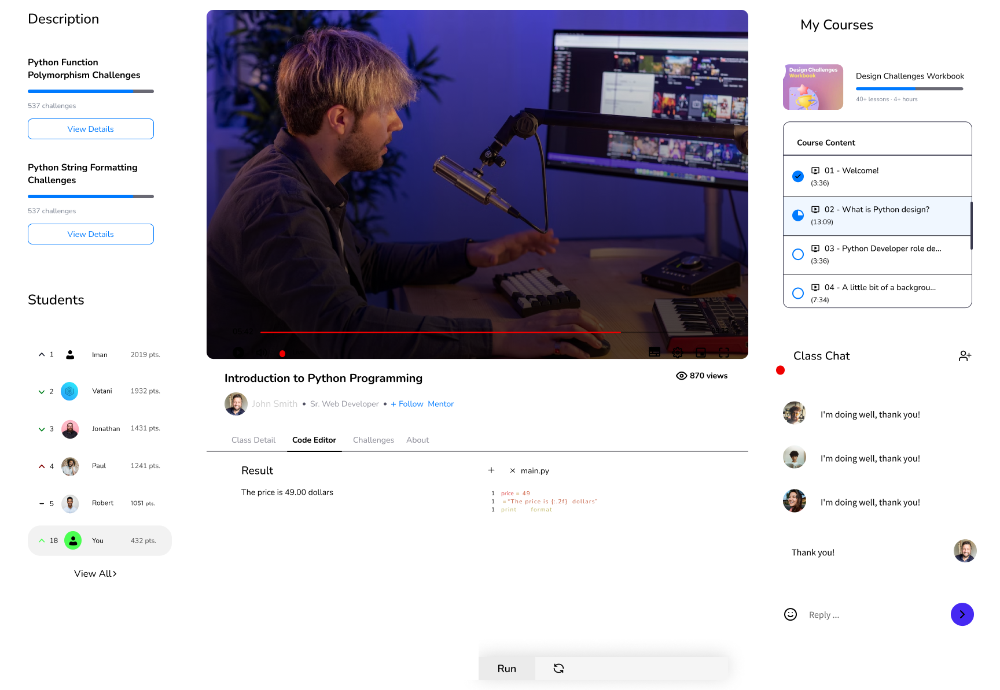 Description
Python Function
Polymorphism Challenges
537 challenges
View Details
Python String Formatting
Challenges
537 challenges
View Details
Students
1 Iman 2019 pts.
2 Vatani 1932 pts.
3 Jonathan 1431 pts.
4 Paul 1241 pts.
5 Robert 1051 pts.
18 You 432 pts.
View All
05:42
Introduction to Python Programming
870 views
John Smith • Sr. Web Developer • + Follow Mentor
Class Detail Code Editor Challenges About
Result
The price is 49.00 dollars
+ × main.py
1 price = 49
1 =“The price is {:.2f} dollars”
1 print format
Run
My Courses
Design Challenges
Workbook
Design Challenges Workbook
40+ lessons · 4+ hours
Course Content
01 - Welcome!
(3:36)
02 - What is Python design?
(13:09)
03 - Python Developer role de...
(3:36)
04 - A little bit of a backgrou...
(7:34)
Class Chat
I'm doing well, thank you!
I'm doing well, thank you!
I'm doing well, thank you!
Thank you!
Reply ...